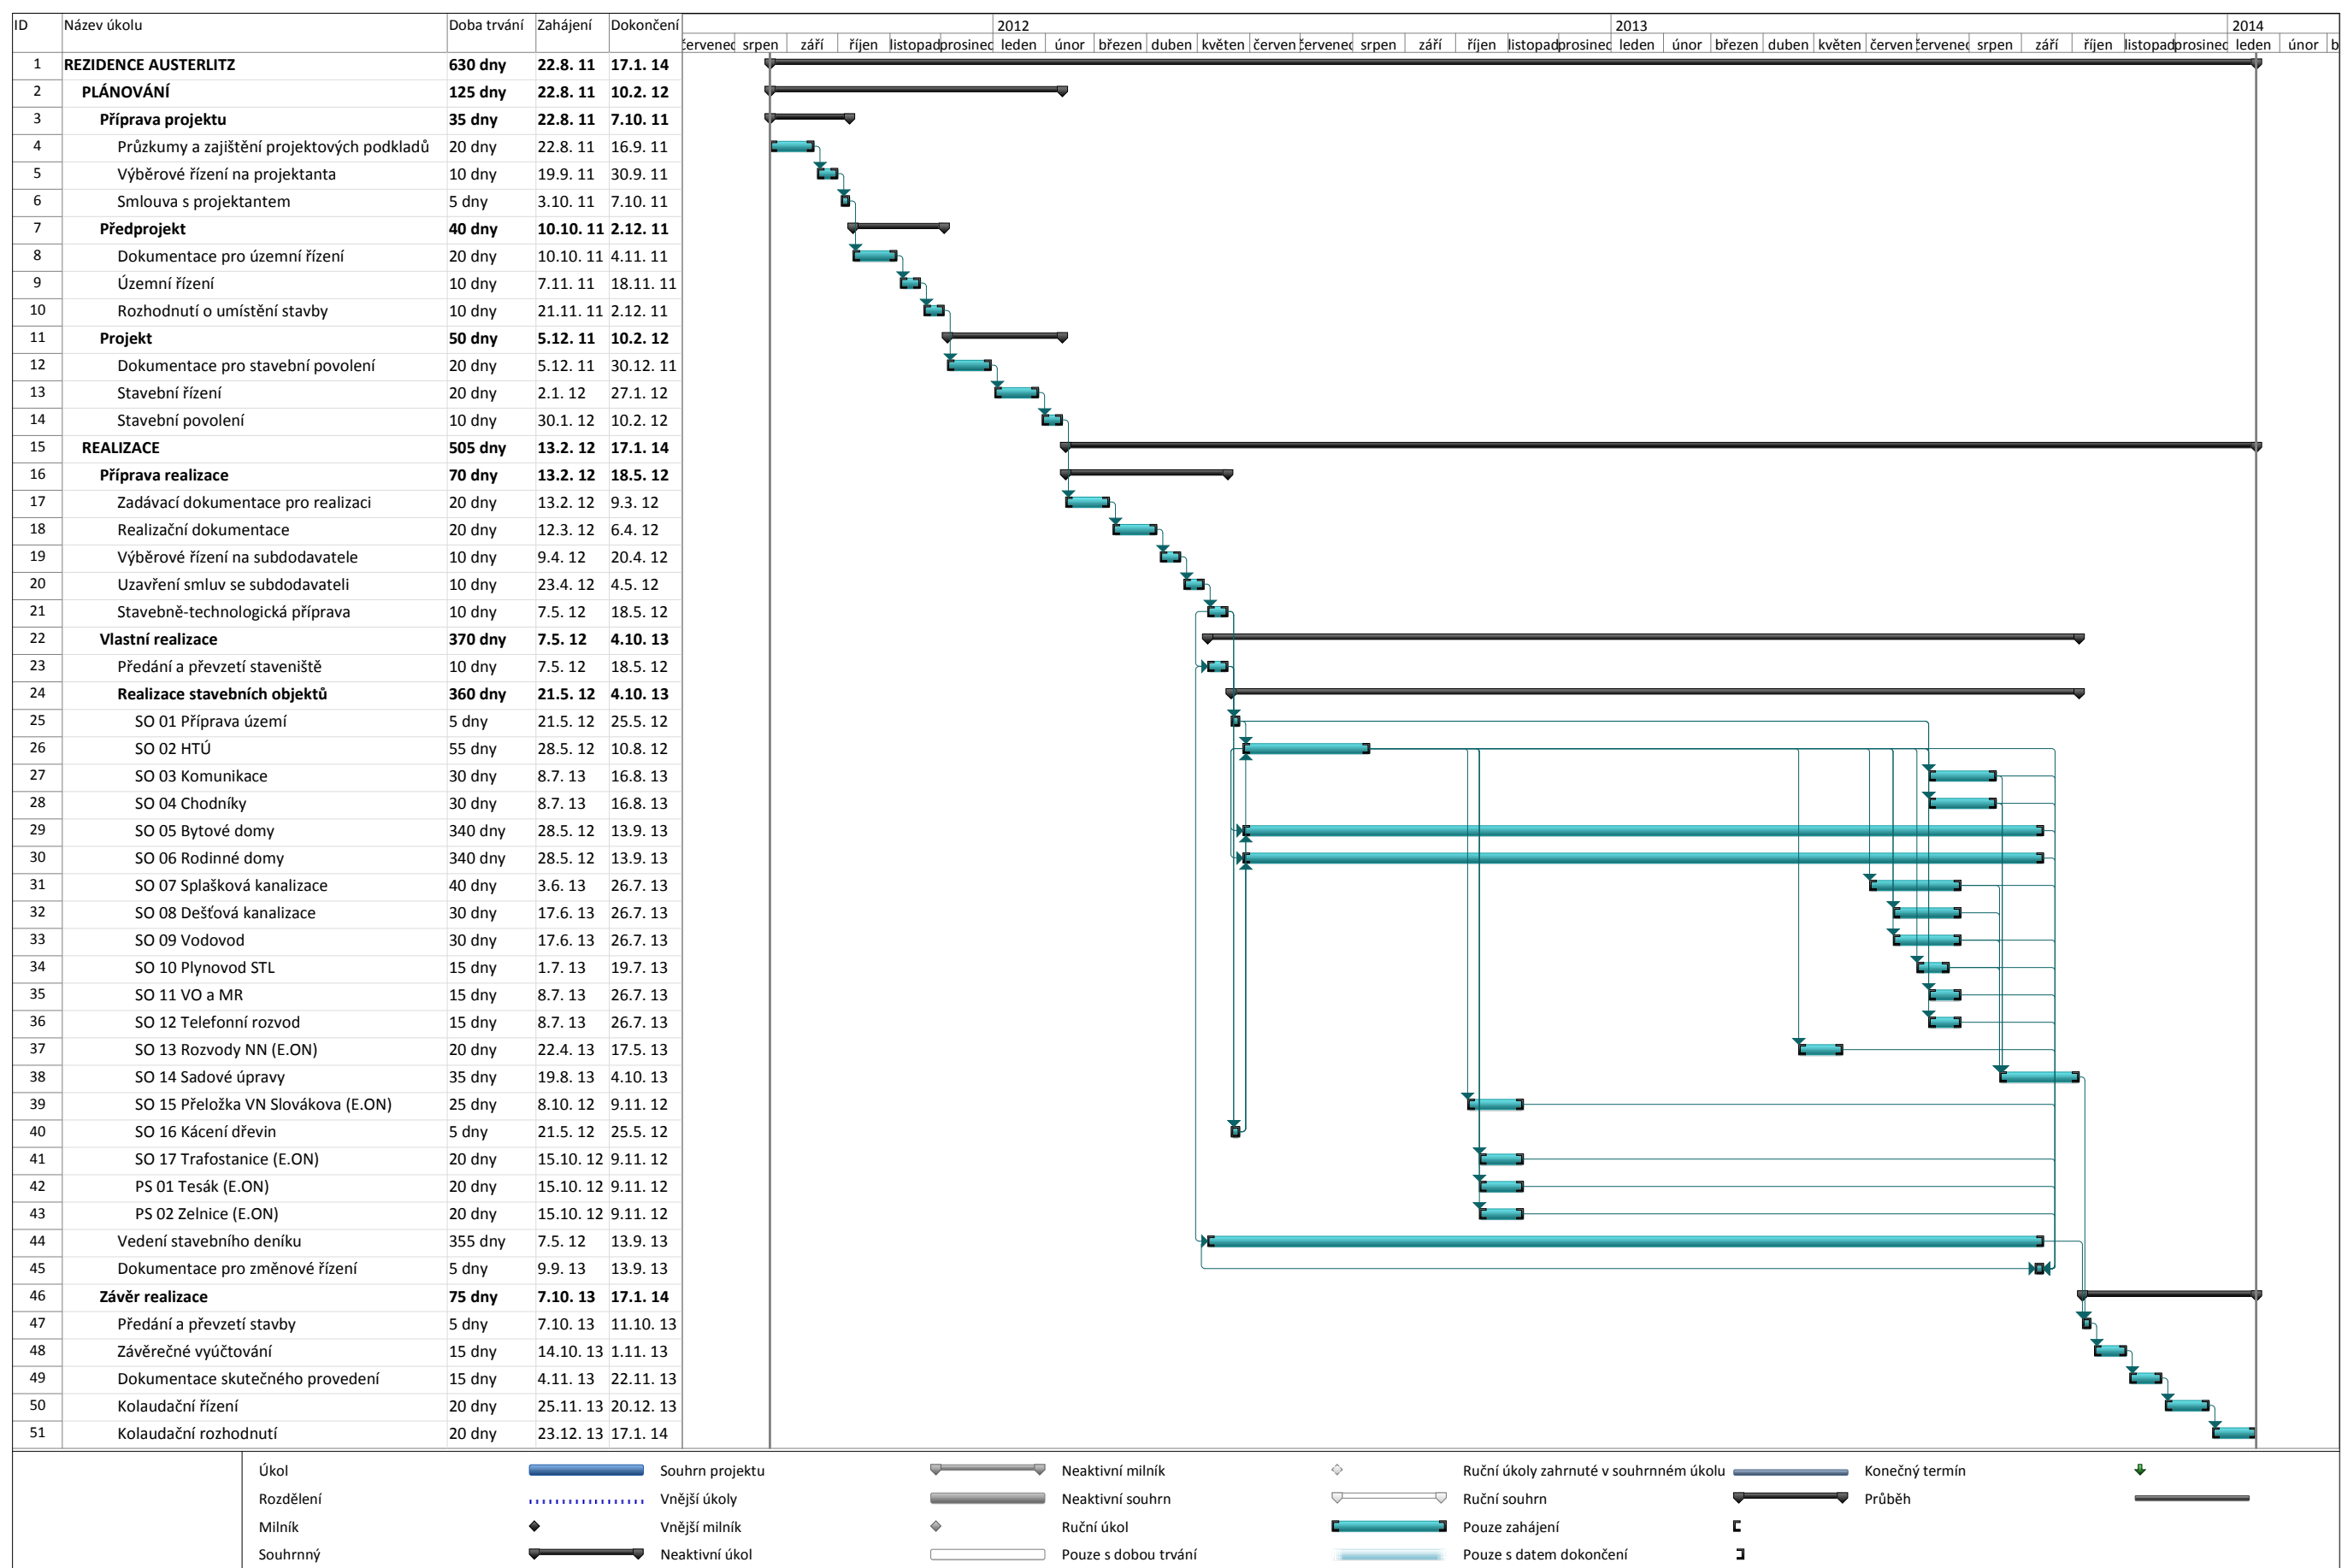 ID Název úkolu Doba trvání Zahájení Dokončení 2012 2013 2014
červenec srpen září říjen listopad prosinec leden únor březen duben květen červen červenec srpen září říjen listopad prosinec leden únor březen duben květen červen červenec srpen září říjen listopad prosinec leden únor b
1 REZIDENCE AUSTERLITZ 630 dny 22.8. 11 17.1. 14
2 PLÁNOVÁNÍ 125 dny 22.8. 11 10.2. 12
3 Příprava projektu 35 dny 22.8. 11 7.10. 11
4 Průzkumy a zajištění projektových podkladů 20 dny 22.8. 11 16.9. 11
5 Výběrové řízení na projektanta 10 dny 19.9. 11 30.9. 11
6 Smlouva s projektantem 5 dny 3.10. 11 7.10. 11
7 Předprojekt 40 dny 10.10. 11 2.12. 11
8 Dokumentace pro územní řízení 20 dny 10.10. 11 4.11. 11
9 Územní řízení 10 dny 7.11. 11 18.11. 11
10 Rozhodnutí o umístění stavby 10 dny 21.11. 11 2.12. 11
11 Projekt 50 dny 5.12. 11 10.2. 12
12 Dokumentace pro stavební povolení 20 dny 5.12. 11 30.12. 11
13 Stavební řízení 20 dny 2.1. 12 27.1. 12
14 Stavební povolení 10 dny 30.1. 12 10.2. 12
15 REALIZACE 505 dny 13.2. 12 17.1. 14
16 Příprava realizace 70 dny 13.2. 12 18.5. 12
17 Zadávací dokumentace pro realizaci 20 dny 13.2. 12 9.3. 12
18 Realizační dokumentace 20 dny 12.3. 12 6.4. 12
19 Výběrové řízení na subdodavatele 10 dny 9.4. 12 20.4. 12
20 Uzavření smluv se subdodavateli 10 dny 23.4. 12 4.5. 12
21 Stavebně-technologická příprava 10 dny 7.5. 12 18.5. 12
22 Vlastní realizace 370 dny 7.5. 12 4.10. 13
23 Předání a převzetí staveniště 10 dny 7.5. 12 18.5. 12
24 Realizace stavebních objektů 360 dny 21.5. 12 4.10. 13
25 SO 01 Příprava území 5 dny 21.5. 12 25.5. 12
26 SO 02 HTÚ 55 dny 28.5. 12 10.8. 12
27 SO 03 Komunikace 30 dny 8.7. 13 16.8. 13
28 SO 04 Chodníky 30 dny 8.7. 13 16.8. 13
29 SO 05 Bytové domy 340 dny 28.5. 12 13.9. 13
30 SO 06 Rodinné domy 340 dny 28.5. 12 13.9. 13
31 SO 07 Splašková kanalizace 40 dny 3.6. 13 26.7. 13
32 SO 08 Dešťová kanalizace 30 dny 17.6. 13 26.7. 13
33 SO 09 Vodovod 30 dny 17.6. 13 26.7. 13
34 SO 10 Plynovod STL 15 dny 1.7. 13 19.7. 13
35 SO 11 VO a MR 15 dny 8.7. 13 26.7. 13
36 SO 12 Telefonní rozvod 15 dny 8.7. 13 26.7. 13
37 SO 13 Rozvody NN (E.ON) 20 dny 22.4. 13 17.5. 13
38 SO 14 Sadové úpravy 35 dny 19.8. 13 4.10. 13
39 SO 15 Přeložka VN Slovákova (E.ON) 25 dny 8.10. 12 9.11. 12
40 SO 16 Kácení dřevin 5 dny 21.5. 12 25.5. 12
41 SO 17 Trafostanice (E.ON) 20 dny 15.10. 12 9.11. 12
42 PS 01 Tesák (E.ON) 20 dny 15.10. 12 9.11. 12
43 PS 02 Zelnice (E.ON) 20 dny 15.10. 12 9.11. 12
44 Vedení stavebního deníku 355 dny 7.5. 12 13.9. 13
45 Dokumentace pro změnové řízení 5 dny 9.9. 13 13.9. 13
46 Závěr realizace 75 dny 7.10. 13 17.1. 14
47 Předání a převzetí stavby 5 dny 7.10. 13 11.10. 13
48 Závěrečné vyúčtování 15 dny 14.10. 13 1.11. 13
49 Dokumentace skutečného provedení 15 dny 4.11. 13 22.11. 13
50 Kolaudační řízení 20 dny 25.11. 13 20.12. 13
51 Kolaudační rozhodnutí 20 dny 23.12. 13 17.1. 14
Úkol Souhrn projektu Neaktivní milník Ruční úkoly zahrnuté v souhrnném úkolu Konečný termín
Rozdělení Vnější úkoly Neaktivní souhrn Ruční souhrn Průběh
Milník Vnější milník Ruční úkol Pouze zahájení
Souhrnný Neaktivní úkol Pouze s dobou trvání Pouze s datem dokončení